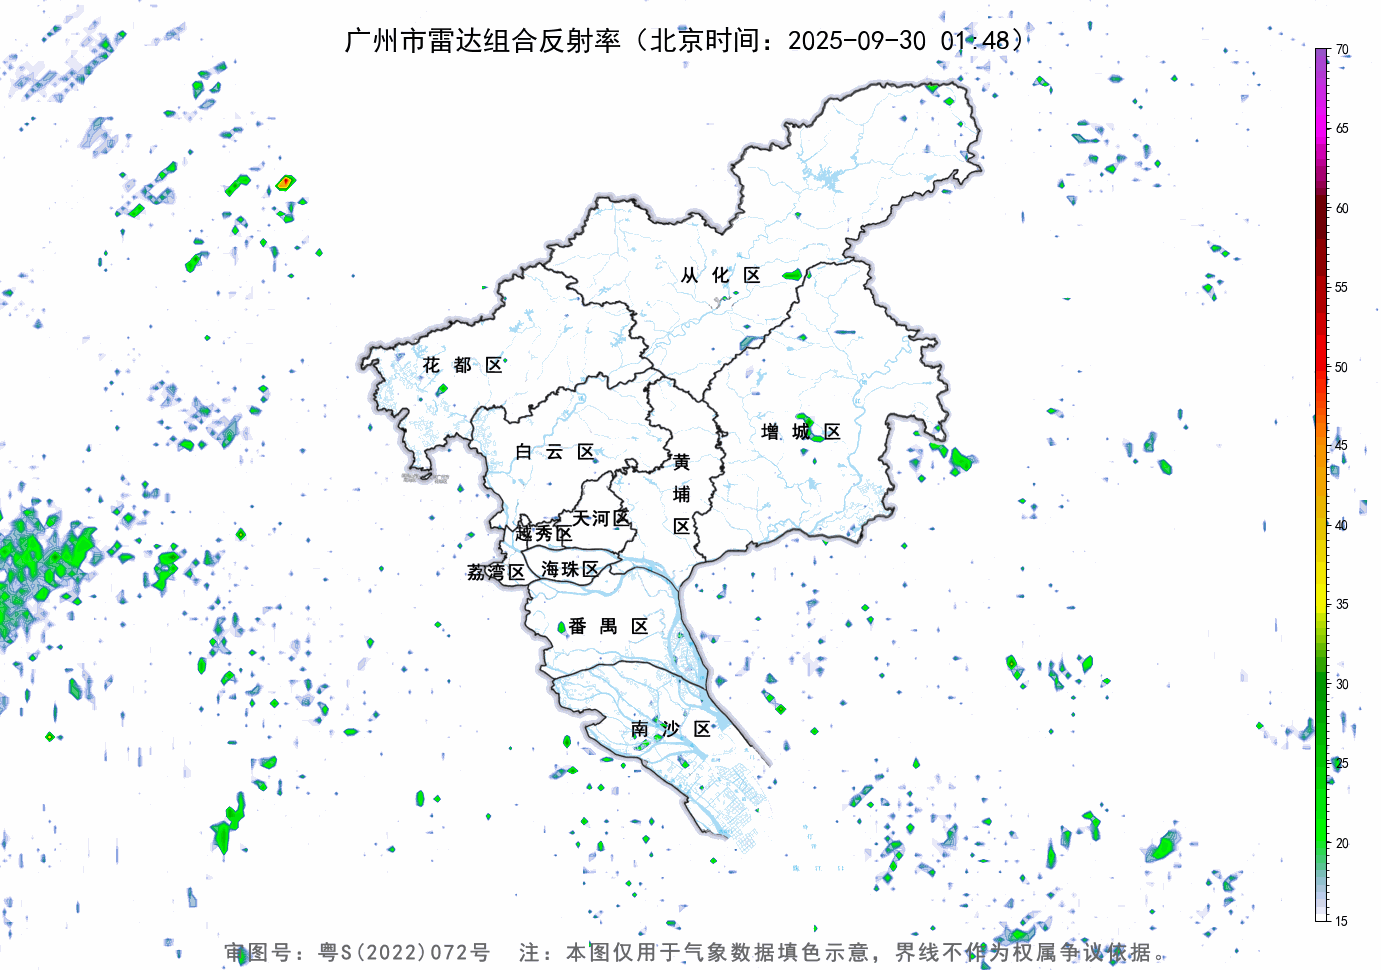 广州市雷达组合反射率（北京时间：2025-09-30 01:48）
70
65
60
55
50
45
40
35
30
25
20
15
从化区
花都区
增城区
白云区
黄埔区
天河区
越秀区
海珠区
荔湾区
番禺区
南沙区
审图号：粤S(2022)072号 注：本图仅用于气象数据填色示意，界线不作为权属争议依据。